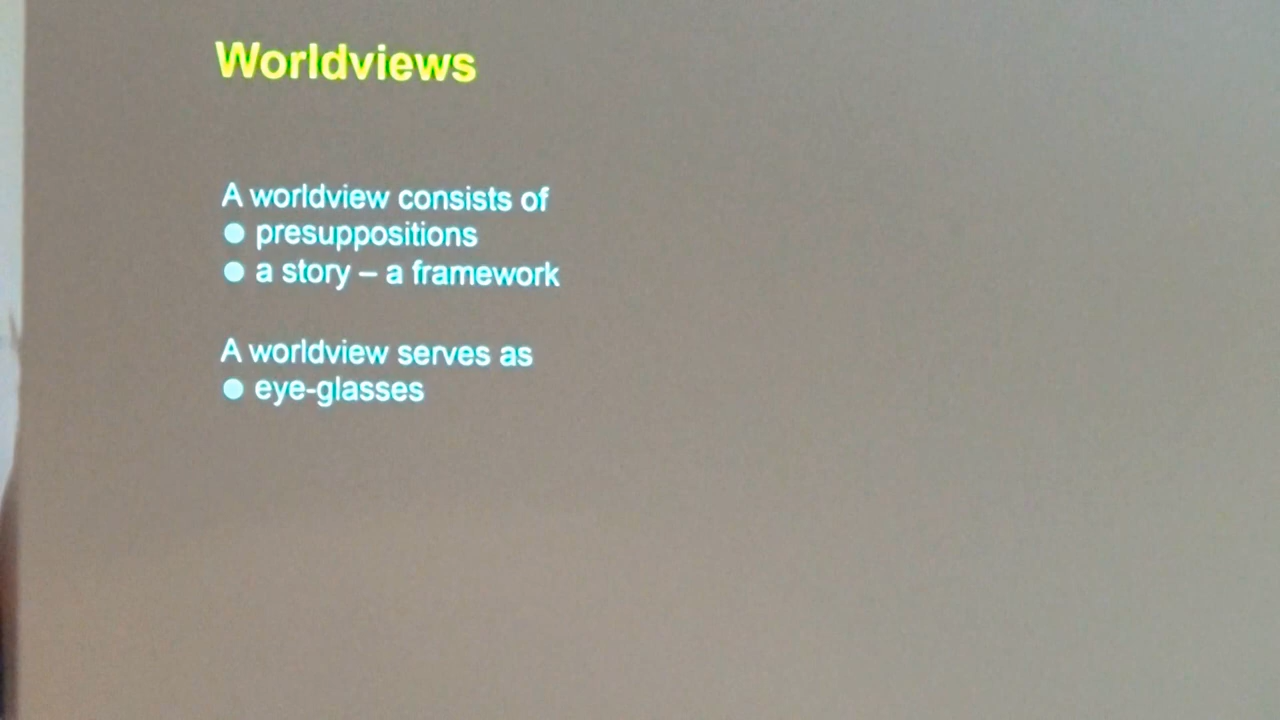 Worldviews
A worldview consists of
● presuppositions
● a story – a framework
A worldview serves as
● eye-glasses